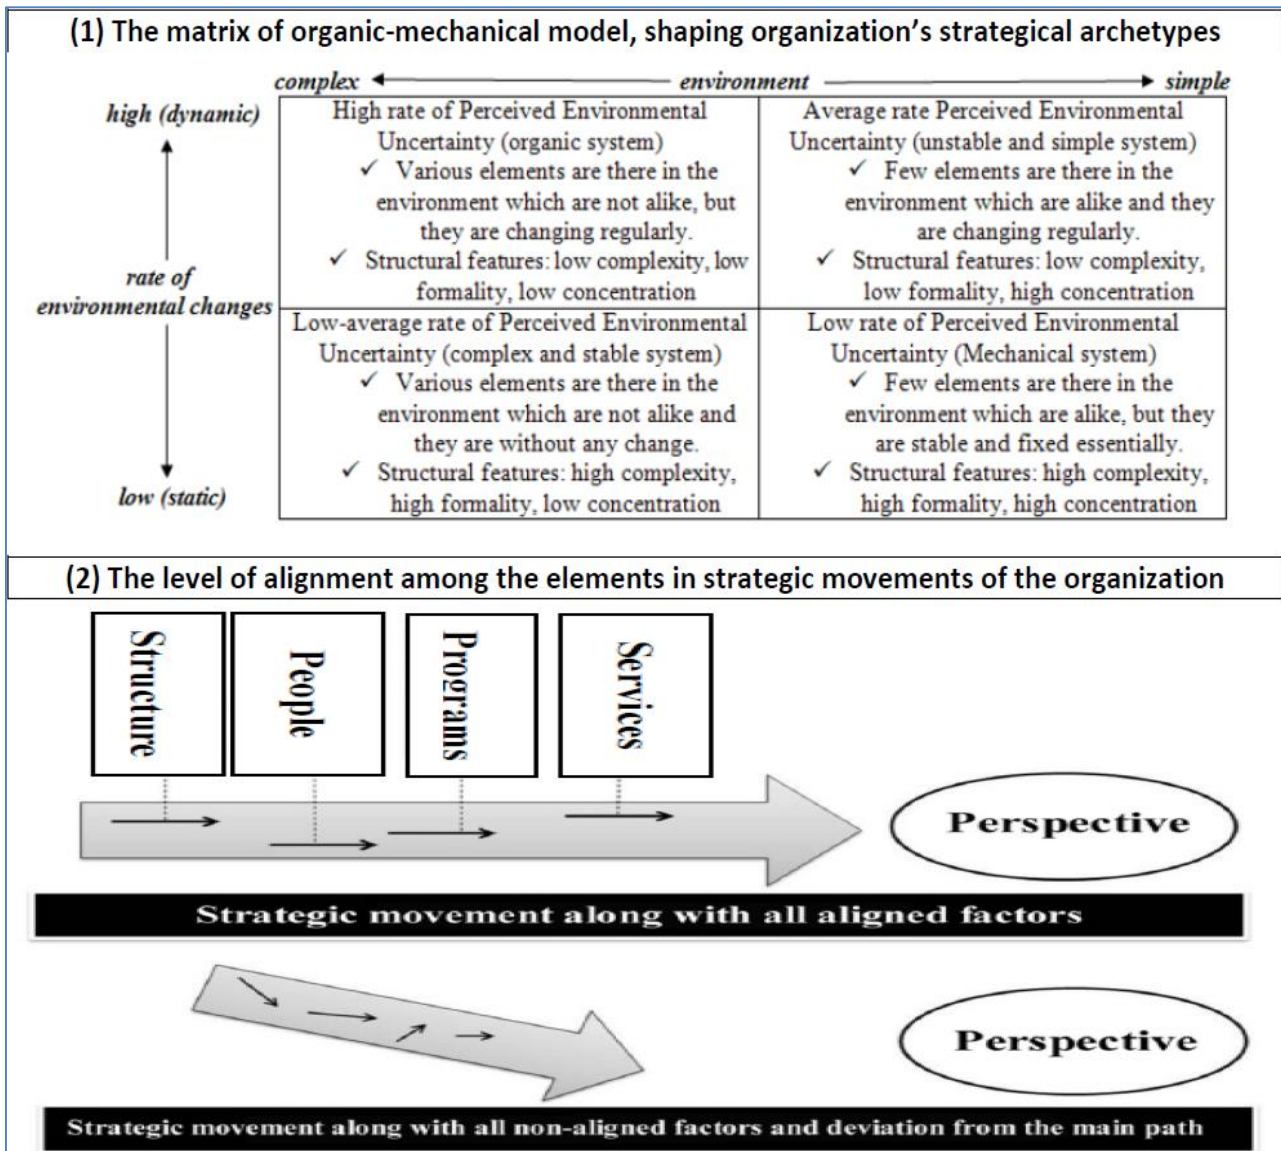 (1) The matrix of organic-mechanical model, shaping organization's strategical archetypes
complex environment simple
high (dynamic)
rate of
environmental changes
low (static)
High rate of Perceived Environmental
Uncertainty (organic system)
✓ Various elements are there in the
environment which are not alike, but
they are changing regularly.
✓ Structural features: low complexity, low
formality, low concentration
Average rate Perceived Environmental
Uncertainty (unstable and simple system)
✓ Few elements are there in the
environment which are alike and they
are changing regularly.
✓ Structural features: low complexity,
low formality, high concentration
Low-average rate of Perceived Environmental
Uncertainty (complex and stable system)
✓ Various elements are there in the
environment which are not alike and
they are without any change.
✓ Structural features: high complexity,
high formality, low concentration
Low rate of Perceived Environmental
Uncertainty (Mechanical system)
✓ Few elements are there in the
environment which are alike, but they
are stable and fixed essentially.
✓ Structural features: high complexity,
high formality, high concentration
(2) The level of alignment among the elements in strategic movements of the organization
Structure
People
Programs
Services
Perspective
Strategic movement along with all aligned factors
Perspective
Strategic movement along with all non-aligned factors and deviation from the main path